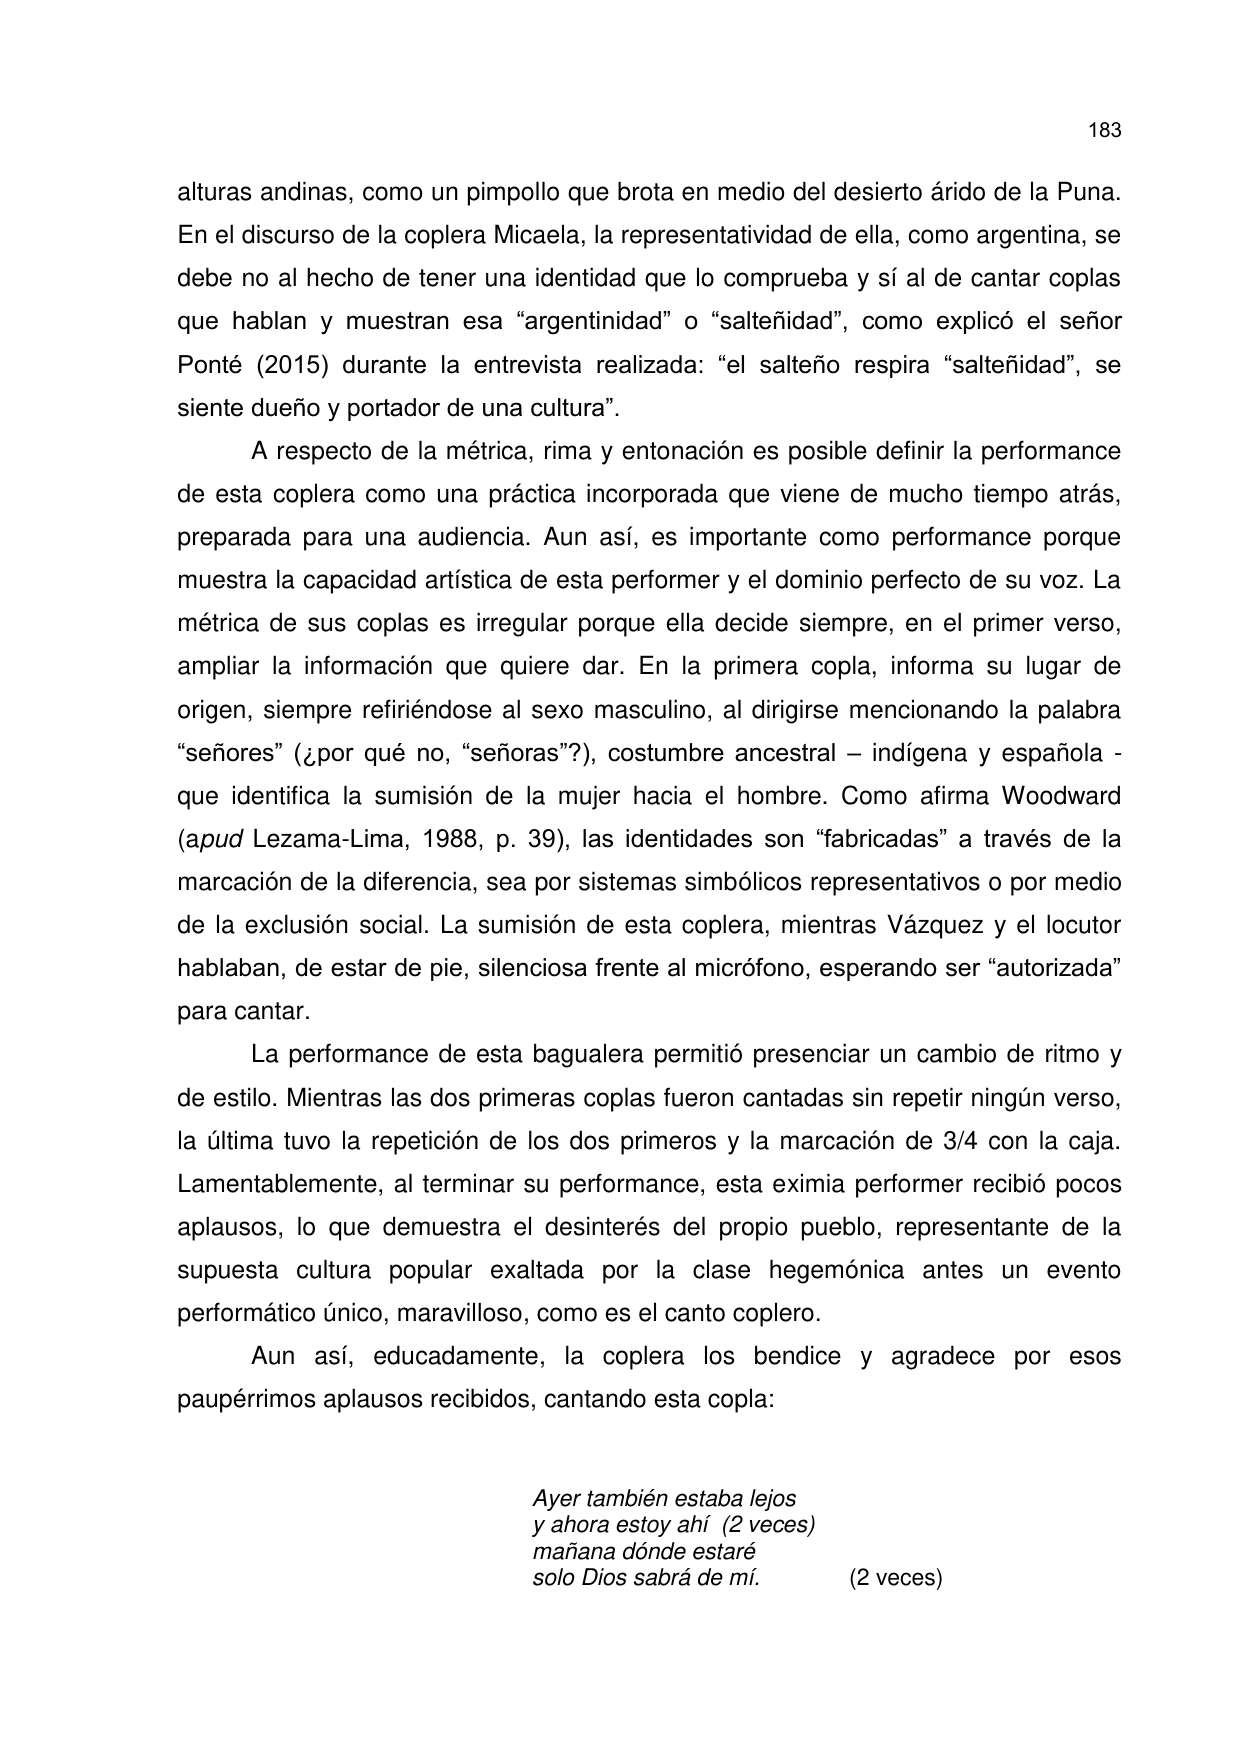 183
alturas andinas, como un pimpollo que brota en medio del desierto árido de la Puna.
En el discurso de la coplera Micaela, la representatividad de ella, como argentina, se
debe no al hecho de tener una identidad que lo comprueba y sí al de cantar coplas
que hablan y muestran esa “argentinidad” o “salteñidad”, como explicó el señor
Ponté (2015) durante la entrevista realizada: “el salteño respira “salteñidad”, se
siente dueño y portador de una cultura”.
A respecto de la métrica, rima y entonación es posible definir la performance
de esta coplera como una práctica incorporada que viene de mucho tiempo atrás,
preparada para una audiencia. Aun así, es importante como performance porque
muestra la capacidad artística de esta performer y el dominio perfecto de su voz. La
métrica de sus coplas es irregular porque ella decide siempre, en el primer verso,
ampliar la información que quiere dar. En la primera copla, informa su lugar de
origen, siempre refiriéndose al sexo masculino, al dirigirse mencionando la palabra
“señores” (¿por qué no, “señoras”?), costumbre ancestral – indígena y española -
que identifica la sumisión de la mujer hacia el hombre. Como afirma Woodward
(apud Lezama-Lima, 1988, p. 39), las identidades son “fabricadas” a través de la
marcación de la diferencia, sea por sistemas simbólicos representativos o por medio
de la exclusión social. La sumisión de esta coplera, mientras Vázquez y el locutor
hablaban, de estar de pie, silenciosa frente al micrófono, esperando ser “autorizada”
para cantar.
La performance de esta bagualera permitió presenciar un cambio de ritmo y
de estilo. Mientras las dos primeras coplas fueron cantadas sin repetir ningún verso,
la última tuvo la repetición de los dos primeros y la marcación de 3/4 con la caja.
Lamentablemente, al terminar su performance, esta eximia performer recibió pocos
aplausos, lo que demuestra el desinterés del propio pueblo, representante de la
supuesta cultura popular exaltada por la clase hegemónica antes un evento
performático único, maravilloso, como es el canto coplero.
Aun así, educadamente, la coplera los bendice y agradece por esos
paupérrimos aplausos recibidos, cantando esta copla:
Ayer también estaba lejos
y ahora estoy ahí (2 veces)
mañana dónde estaré
solo Dios sabrá de mí. (2 veces)